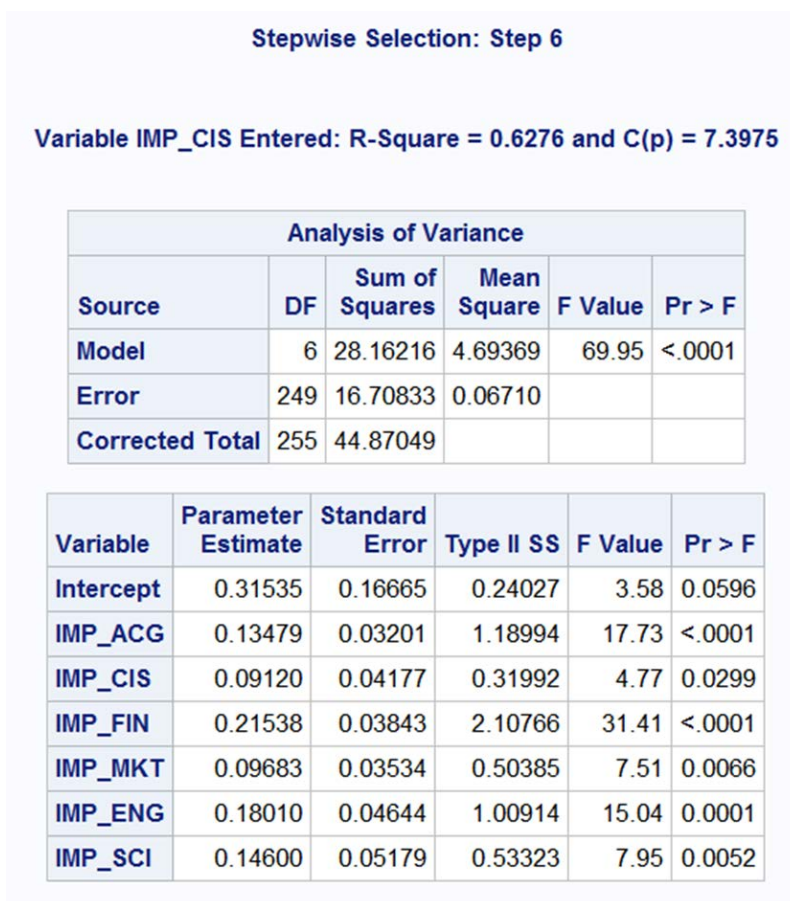 Stepwise Selection: Step 6
Variable IMP_CIS Entered: R-Square = 0.6276 and C(p) = 7.3975
Analysis of Variance
Source DF Sum of Squares Mean Square F Value Pr > F
Model 6 28.16216 4.69369 69.95 <.0001
Error 249 16.70833 0.06710
Corrected Total 255 44.87049
Variable Parameter Estimate Standard Error Type II SS F Value Pr > F
Intercept 0.31535 0.16665 0.24027 3.58 0.0596
IMP_ACG 0.13479 0.03201 1.18994 17.73 <.0001
IMP_CIS 0.09120 0.04177 0.31992 4.77 0.0299
IMP_FIN 0.21538 0.03843 2.10766 31.41 <.0001
IMP_MKT 0.09683 0.03534 0.50385 7.51 0.0066
IMP_ENG 0.18010 0.04644 1.00914 15.04 0.0001
IMP_SCI 0.14600 0.05179 0.53323 7.95 0.0052